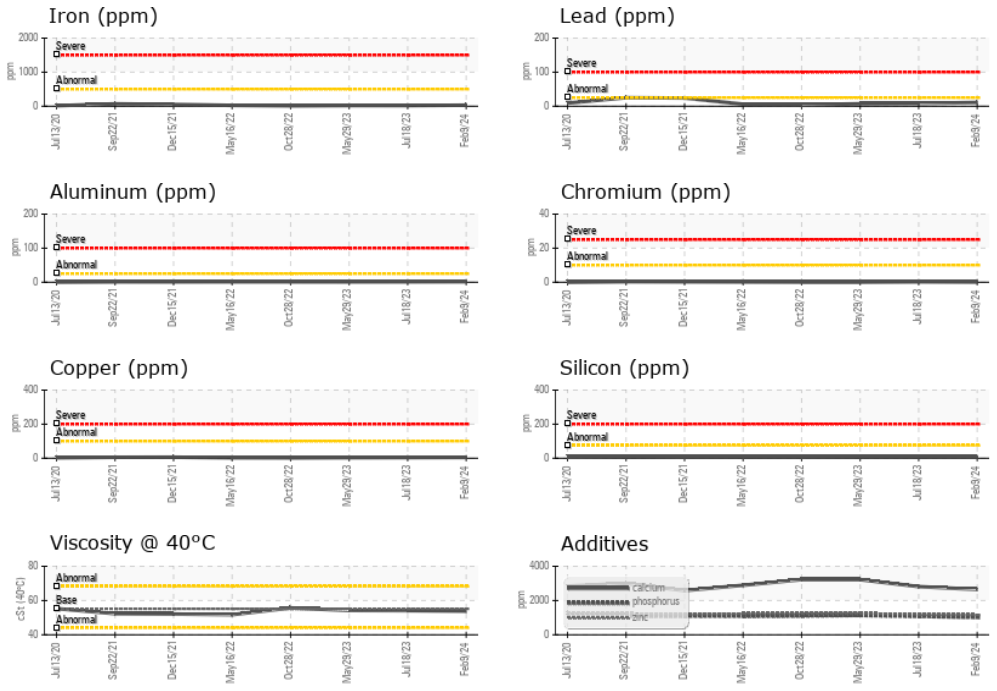 Iron (ppm)
2000
1000
0
ppm
Severe
Abnormal
Jul13/20
Sep22/21
Dec15/21
May16/22
Oct28/22
May29/23
Jul18/23
Feb9/24
Lead (ppm)
200
100
0
ppm
Severe
Abnormal
Jul13/20
Sep22/21
Dec15/21
May16/22
Oct28/22
May29/23
Jul18/23
Feb9/24
Aluminum (ppm)
200
100
0
ppm
Severe
Abnormal
Jul13/20
Sep22/21
Dec15/21
May16/22
Oct28/22
May29/23
Jul18/23
Feb9/24
Chromium (ppm)
40
20
0
ppm
Severe
Abnormal
Jul13/20
Sep22/21
Dec15/21
May16/22
Oct28/22
May29/23
Jul18/23
Feb9/24
Copper (ppm)
400
200
0
ppm
Severe
Abnormal
Jul13/20
Sep22/21
Dec15/21
May16/22
Oct28/22
May29/23
Jul18/23
Feb9/24
Silicon (ppm)
400
200
0
ppm
Severe
Abnormal
Jul13/20
Sep22/21
Dec15/21
May16/22
Oct28/22
May29/23
Jul18/23
Feb9/24
Viscosity @ 40°C
80
60
40
cSt (40°C)
Abnormal
Base
Abnormal
Jul13/20
Sep22/21
Dec15/21
May16/22
Oct28/22
May29/23
Jul18/23
Feb9/24
Additives
4000
2000
0
ppm
calcium
phosphorus
zinc
Jul13/20
Sep22/21
Dec15/21
May16/22
Oct28/22
May29/23
Jul18/23
Feb9/24